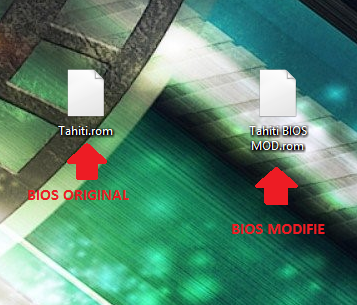 Tahiti.rom
Tahiti BIOS
MOD.rom
BIOS ORIGINAL
BIOS MODIFIE